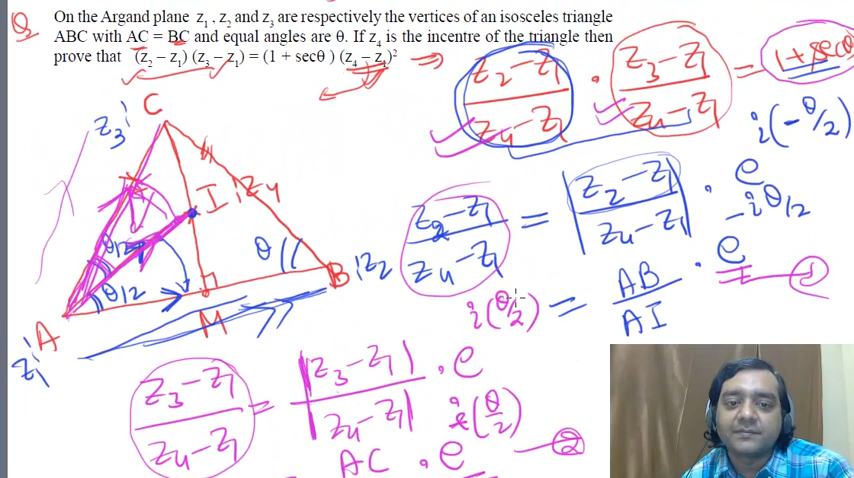 Q On the Argand plane z₁, z₂ and z₃ are respectively the vertices of an isosceles triangle
ABC with AC = BC and equal angles are θ. If z₄ is the incentre of the triangle then
prove that (z₂ – z₁) (z₃ – z₁) = (1 + secθ ) (z₄ – z₁)²
⇒ (z₂ – z₁)/(z₄ – z₁) · (z₃ – z₁)/(z₄ – z₁) = 1 + secθ
C
z₃
I z₄
θ/2
θ/2
θ
B z₂
A
M
z₁
(z₂ – z₁)/(z₄ – z₁) = |(z₂ – z₁)/(z₄ – z₁)| · e^{i(-θ/2)}
= AB/AI · e^{-iθ/2} — ①
(z₃ – z₁)/(z₄ – z₁) = |z₃ – z₁|/|z₄ – z₁| · e^{i(θ/2)}
= AC · e^{i(θ/2)} — ②